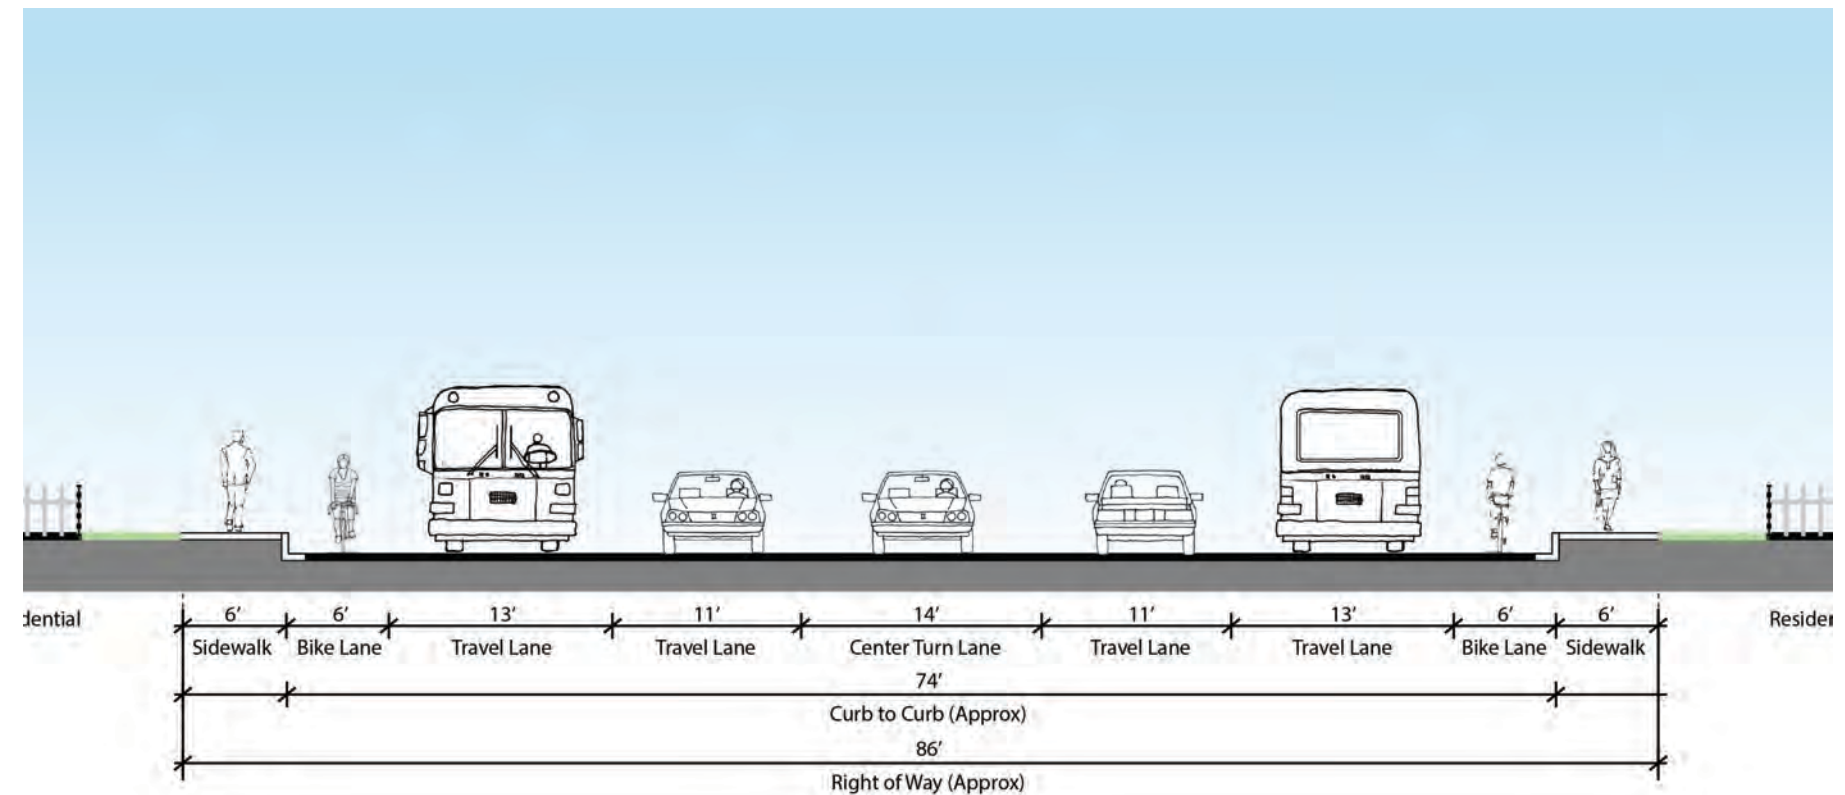 6′ 6′ 13′ 11′ 14′ 11′ 13′ 6′ 6′
dential Resider
Sidewalk Bike Lane Travel Lane Travel Lane Center Turn Lane Travel Lane Travel Lane Bike Lane Sidewalk
74′
Curb to Curb (Approx)
86′
Right of Way (Approx)